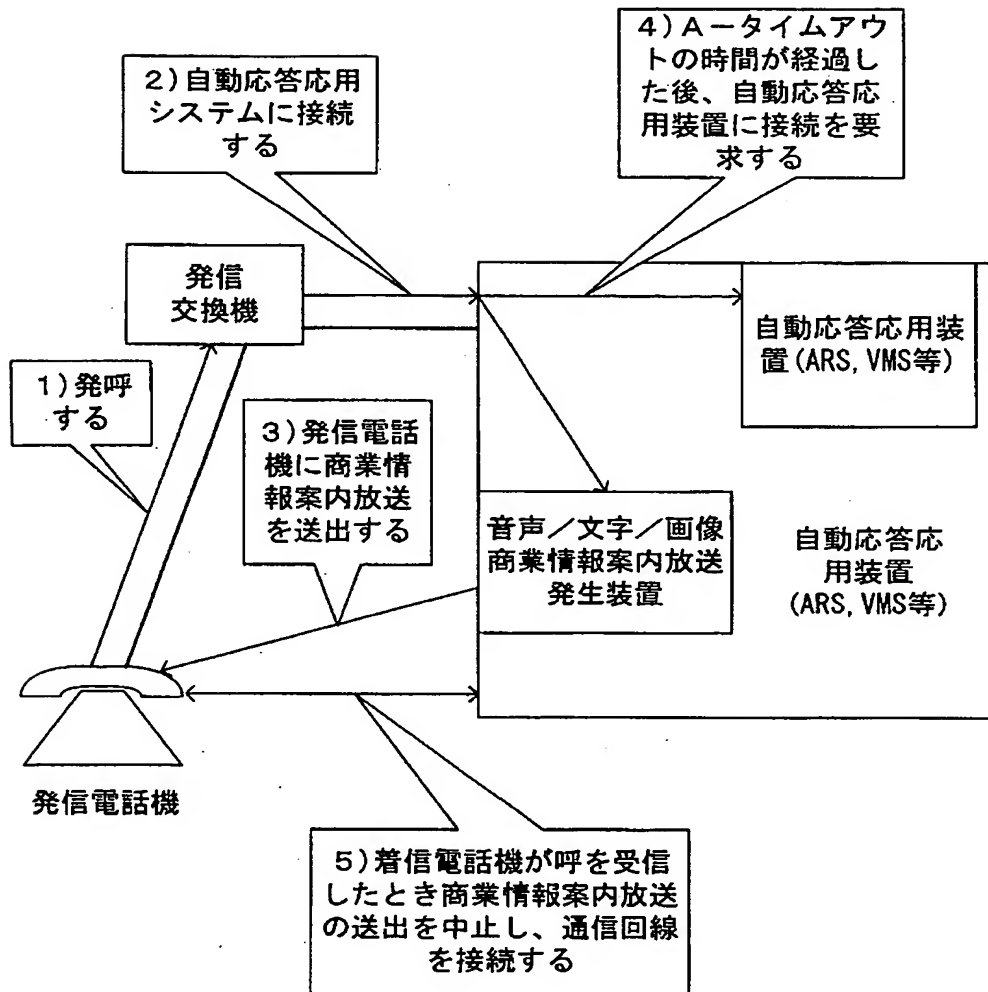 4)A-タイムアウ
トの時間が経過し
た後、自動応答応
用装置に接続を要
求する
2)自動応答応用
システムに接続
する
発信
交換機
自動応答応用装
置(ARS,VMS等)
1)発呼
する
3)発信電話
機に商業情
報案内放送
を送出する
音声/文字/画像
商業情報案内放送
発生装置
自動応答応
用装置
(ARS,VMS等)
発信電話機
5)着信電話機が呼を受信
したとき商業情報案内放送
の送出を中止し、通信回線
を接続する